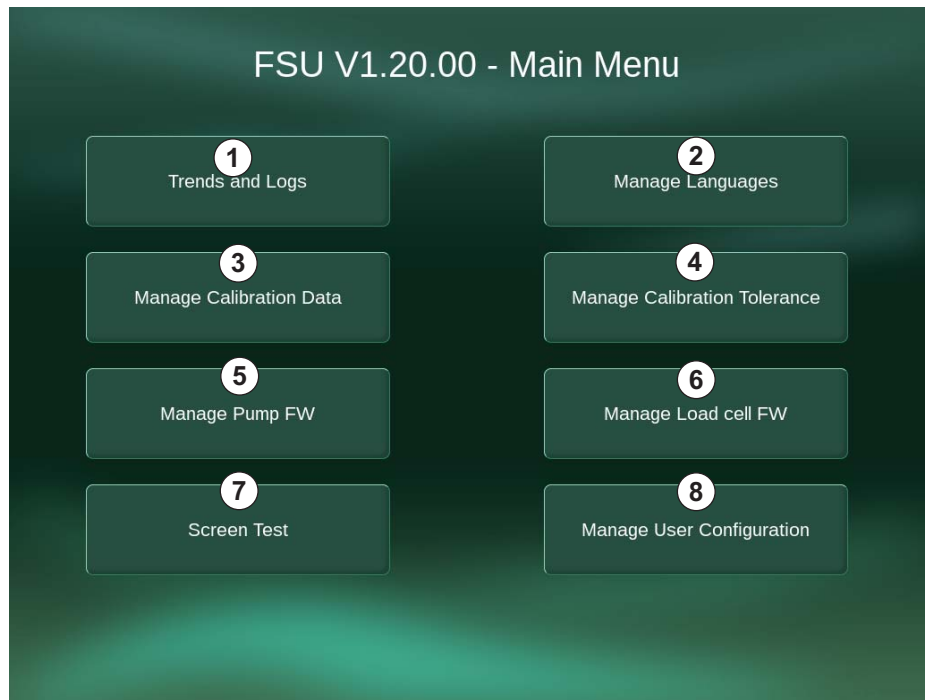 FSU V1.20.00 - Main Menu
1
Trends and Logs
2
Manage Languages
3
Manage Calibration Data
4
Manage Calibration Tolerance
5
Manage Pump FW
6
Manage Load cell FW
7
Screen Test
8
Manage User Configuration